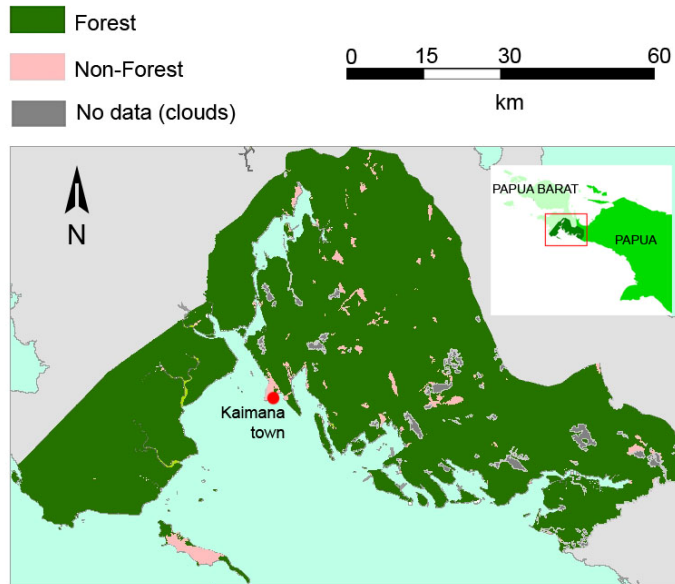 Forest
Non-Forest
No data (clouds)
0 15 30 60
km
N
PAPUA BARAT
PAPUA
Kaimana
town